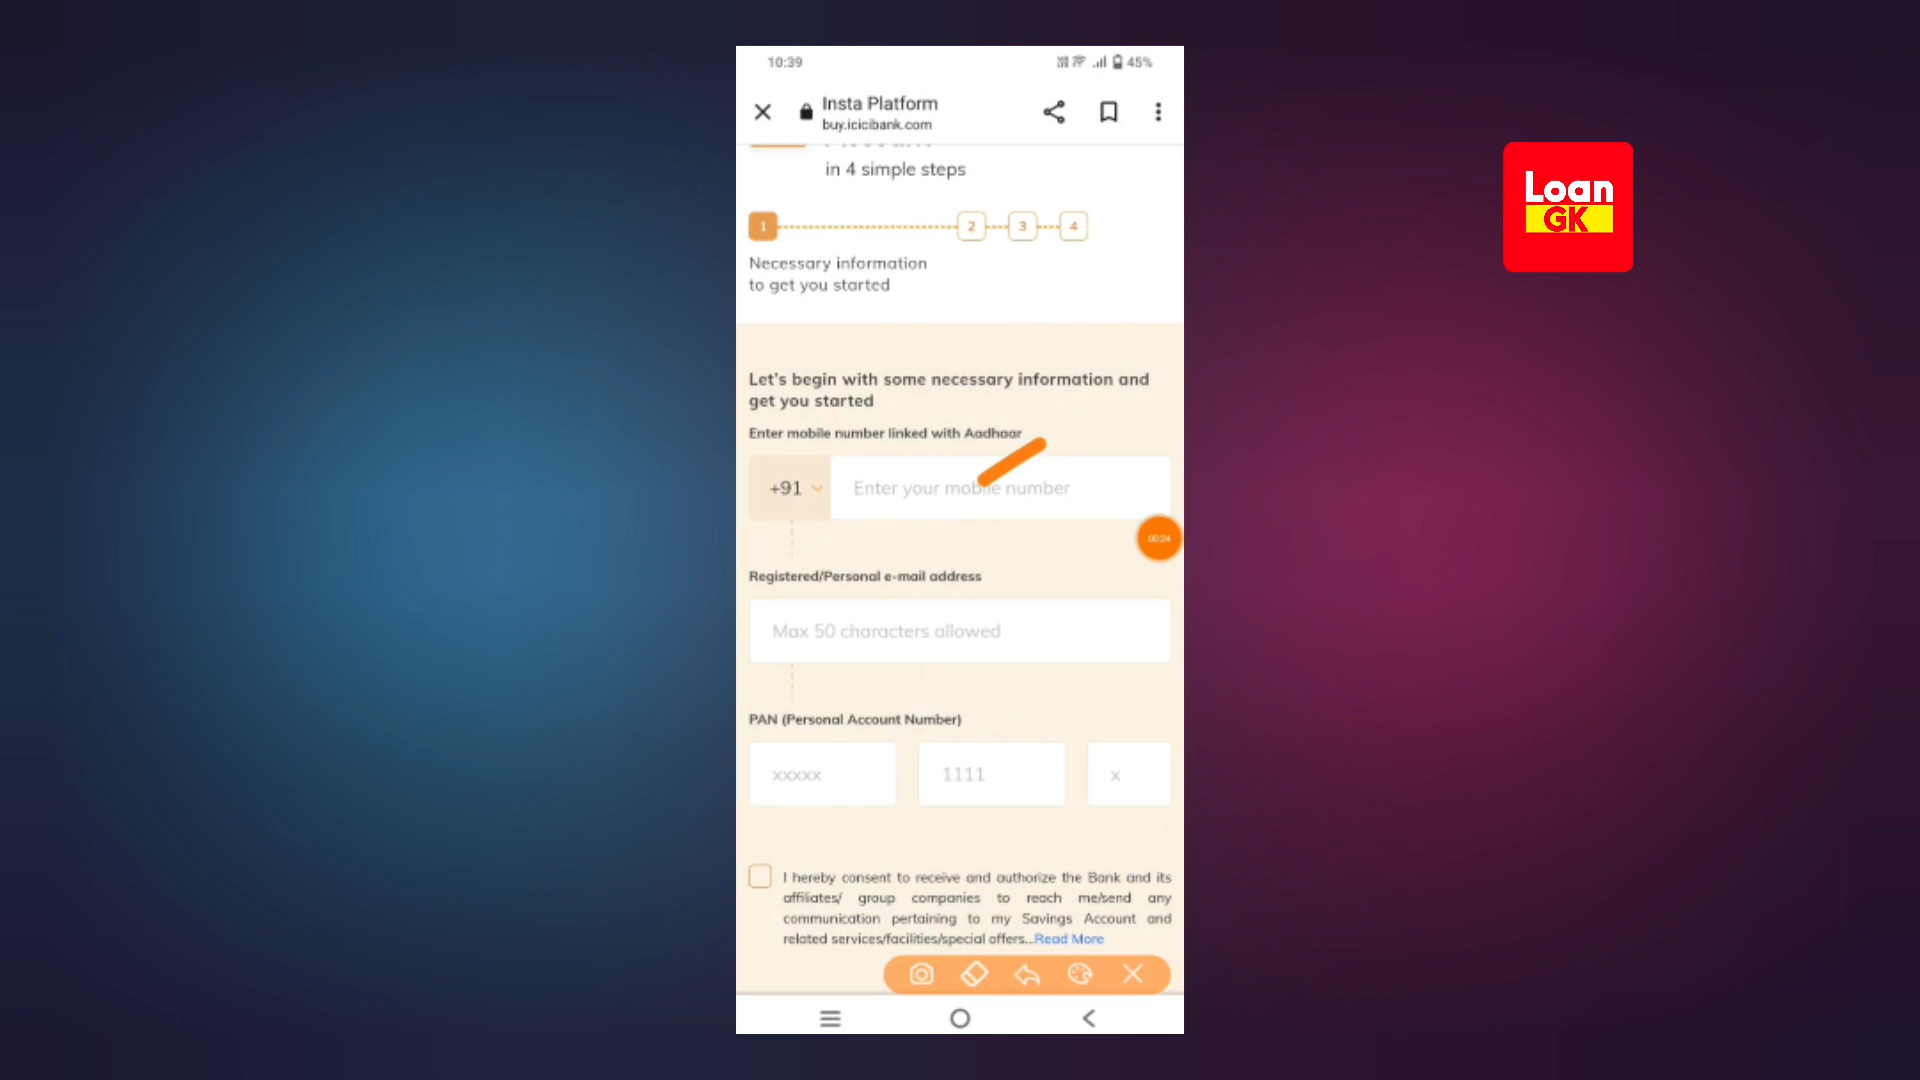 10:39
45%
Insta Platform
buy.icicibank.com
in 4 simple steps
1
2
3
4
Necessary information
to get you started
Let's begin with some necessary information and
get you started
Enter mobile number linked with Aadhaar
+91
Enter your mobile number
00:24
Registered/Personal e-mail address
Max 50 characters allowed
PAN (Personal Account Number)
xxxxx
1111
x
I hereby consent to receive and authorize the Bank and its
affiliates/ group companies to reach me/send any
communication pertaining to my Savings Account and
related services/facilities/special offers...Read More
Loan
GK